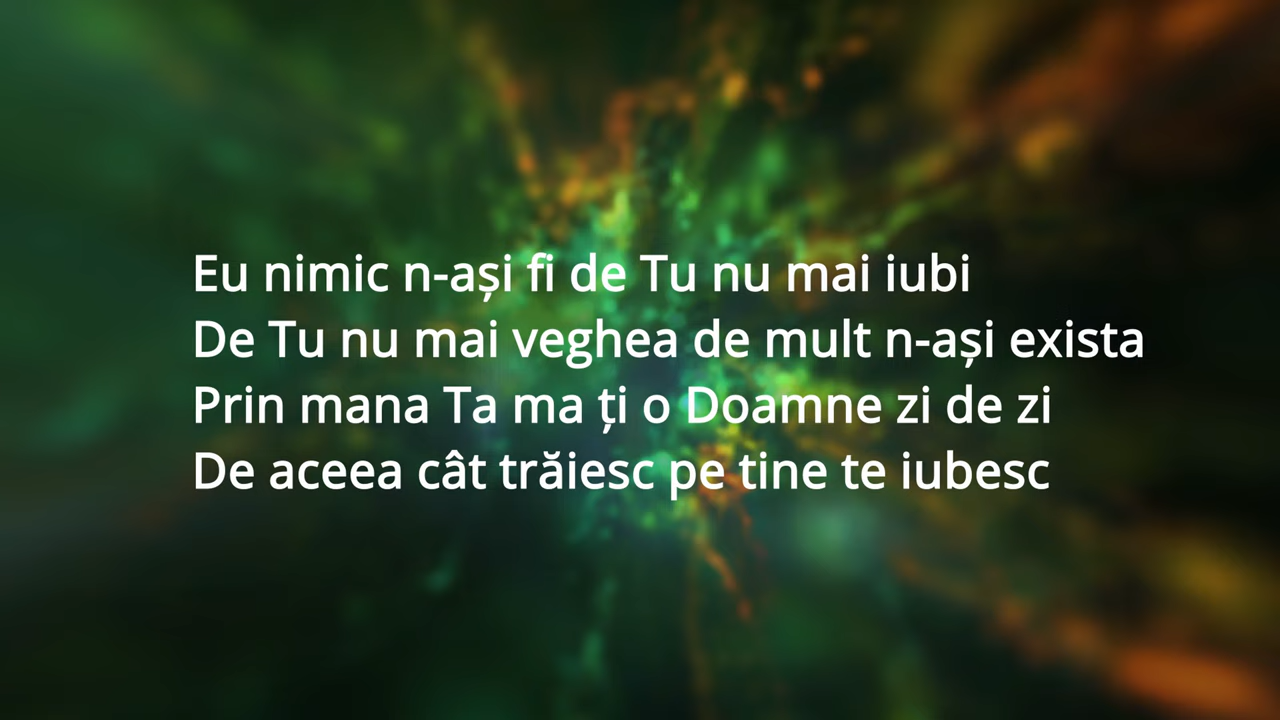 Eu nimic n-ași fi de Tu nu mai iubi
De Tu nu mai veghea de mult n-ași exista
Prin mana Ta ma ți o Doamne zi de zi
De aceea cât trăiesc pe tine te iubesc